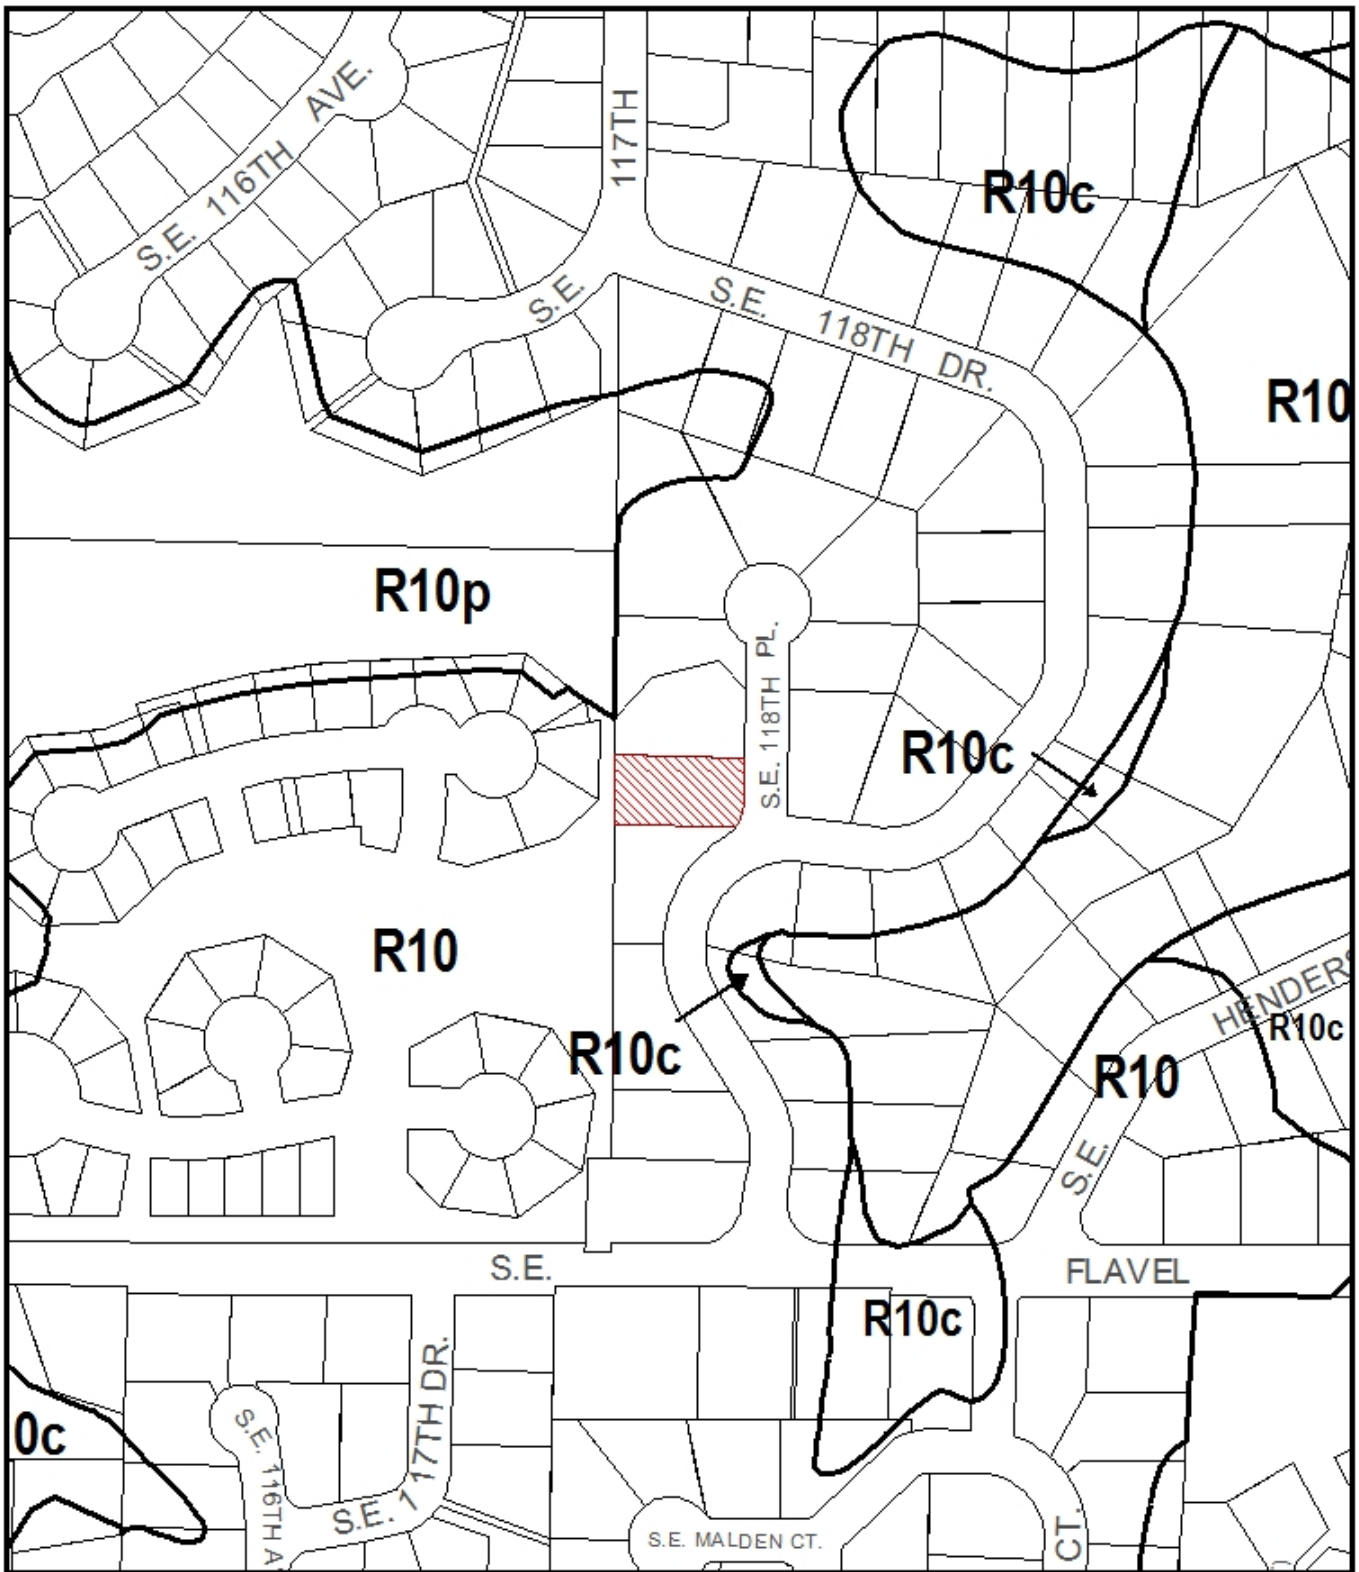 S.E. 116TH AVE.
117TH
S.E.
R10c
S.E. 118TH DR.
R10
R10p
S.E. 118TH PL.
R10c
R10
R10c
HENDERS
R10c
R10
S.E.
S.E.
FLAVEL
R10c
0c
S.E. 117TH DR.
S.E. 116TH A
S.E. MALDEN CT.
CT.